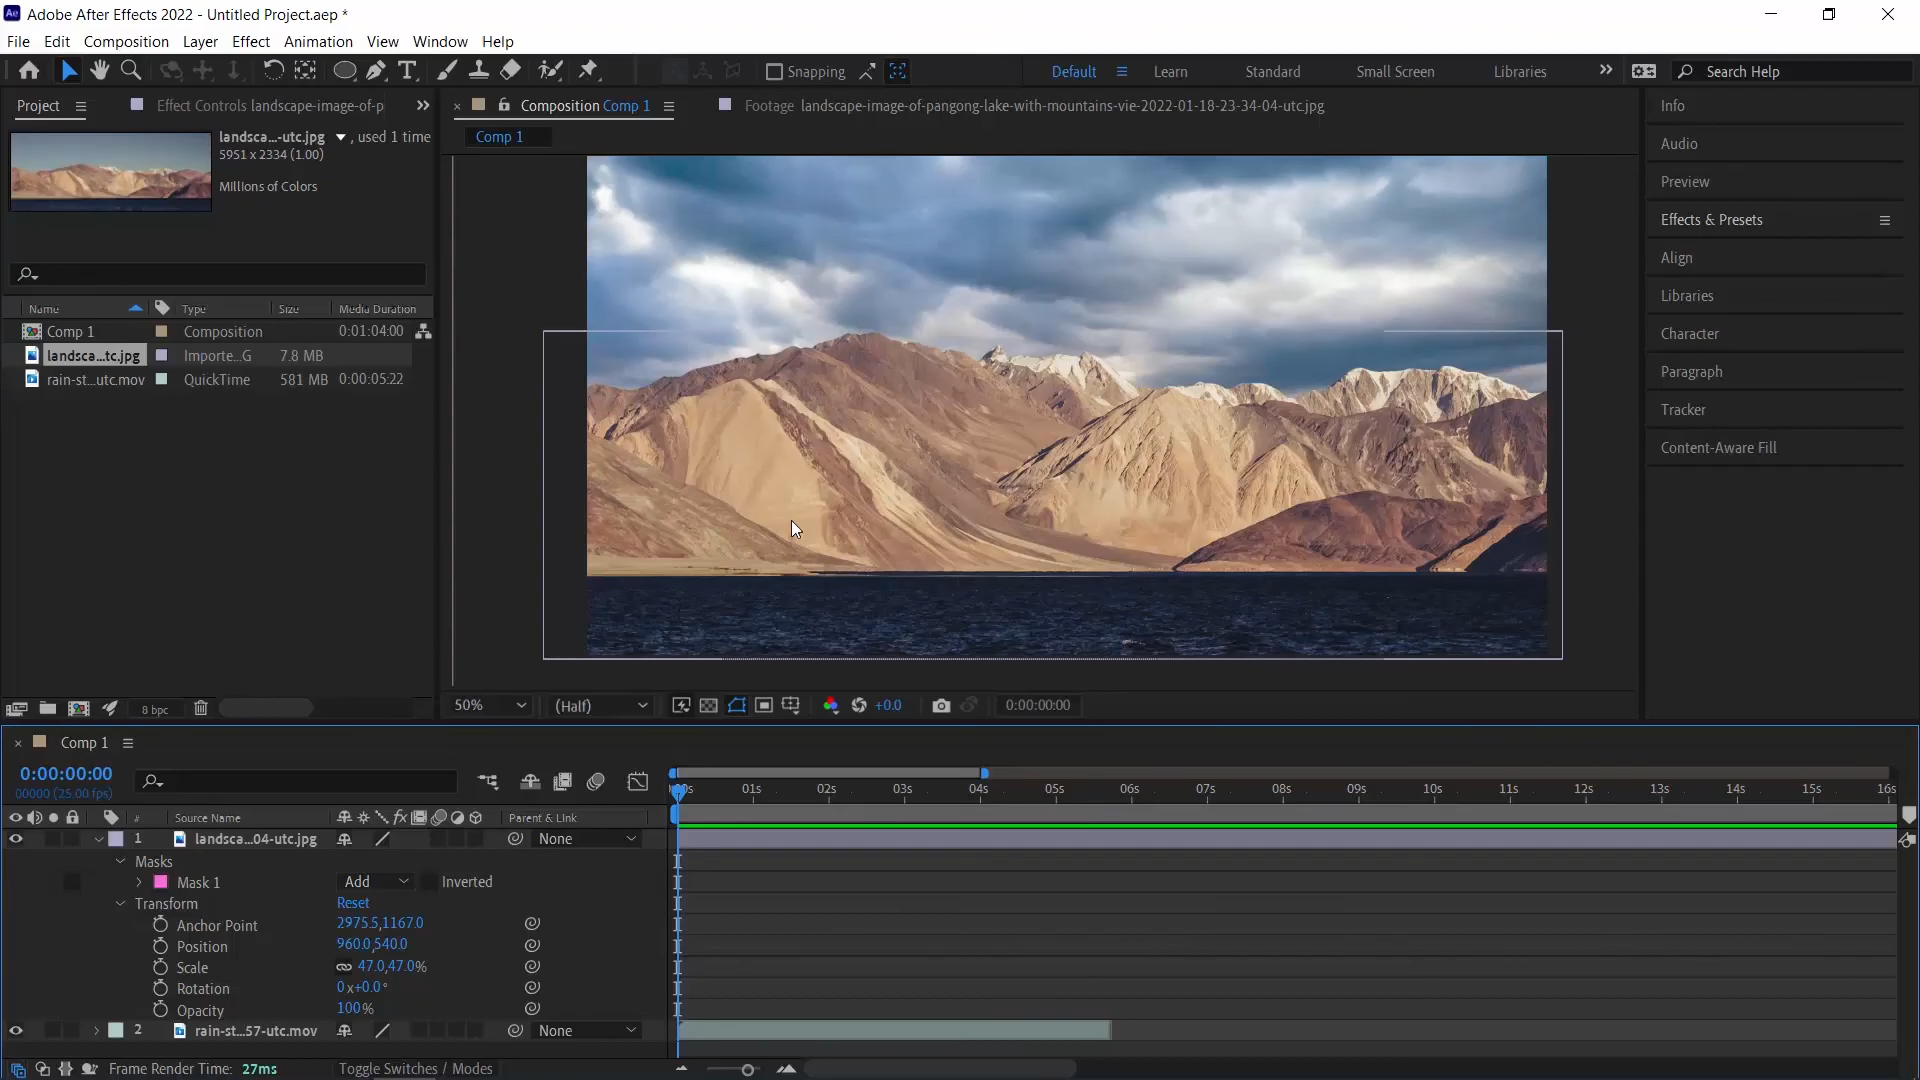 Adobe After Effects 2022 - Untitled Project.aep *
File Edit Composition Layer Effect Animation View Window Help
Snapping Default Learn Standard Small Screen Libraries Search Help
Project Effect Controls landscape-image-of-p
Composition Comp 1 Footage landscape-image-of-pangong-lake-with-mountains-vie-2022-01-18-23-34-04-utc.jpg
Comp 1
landsca...-utc.jpg , used 1 time
5951 x 2334 (1.00)
Millions of Colors
Name Type Size Media Duration
Comp 1 Composition 0:01:04:00
landsca...tc.jpg Importe...G 7.8 MB
rain-st...utc.mov QuickTime 581 MB 0:00:05:22
8 bpc
50% (Half) +0.0 0:00:00:00
Info
Audio
Preview
Effects & Presets
Align
Libraries
Character
Paragraph
Tracker
Content-Aware Fill
Comp 1
0:00:00:00
00000 (25.00 fps)
01s 02s 03s 04s 05s 06s 07s 08s 09s 10s 11s 12s 13s 14s 15s 16s
# Source Name Parent & Link
1 landsca...04-utc.jpg None
Masks
Mask 1 Add Inverted
Transform Reset
Anchor Point 2975.5,1167.0
Position 960.0,540.0
Scale 47.0,47.0%
Rotation 0x+0.0°
Opacity 100%
2 rain-st...57-utc.mov None
Frame Render Time: 27ms Toggle Switches / Modes